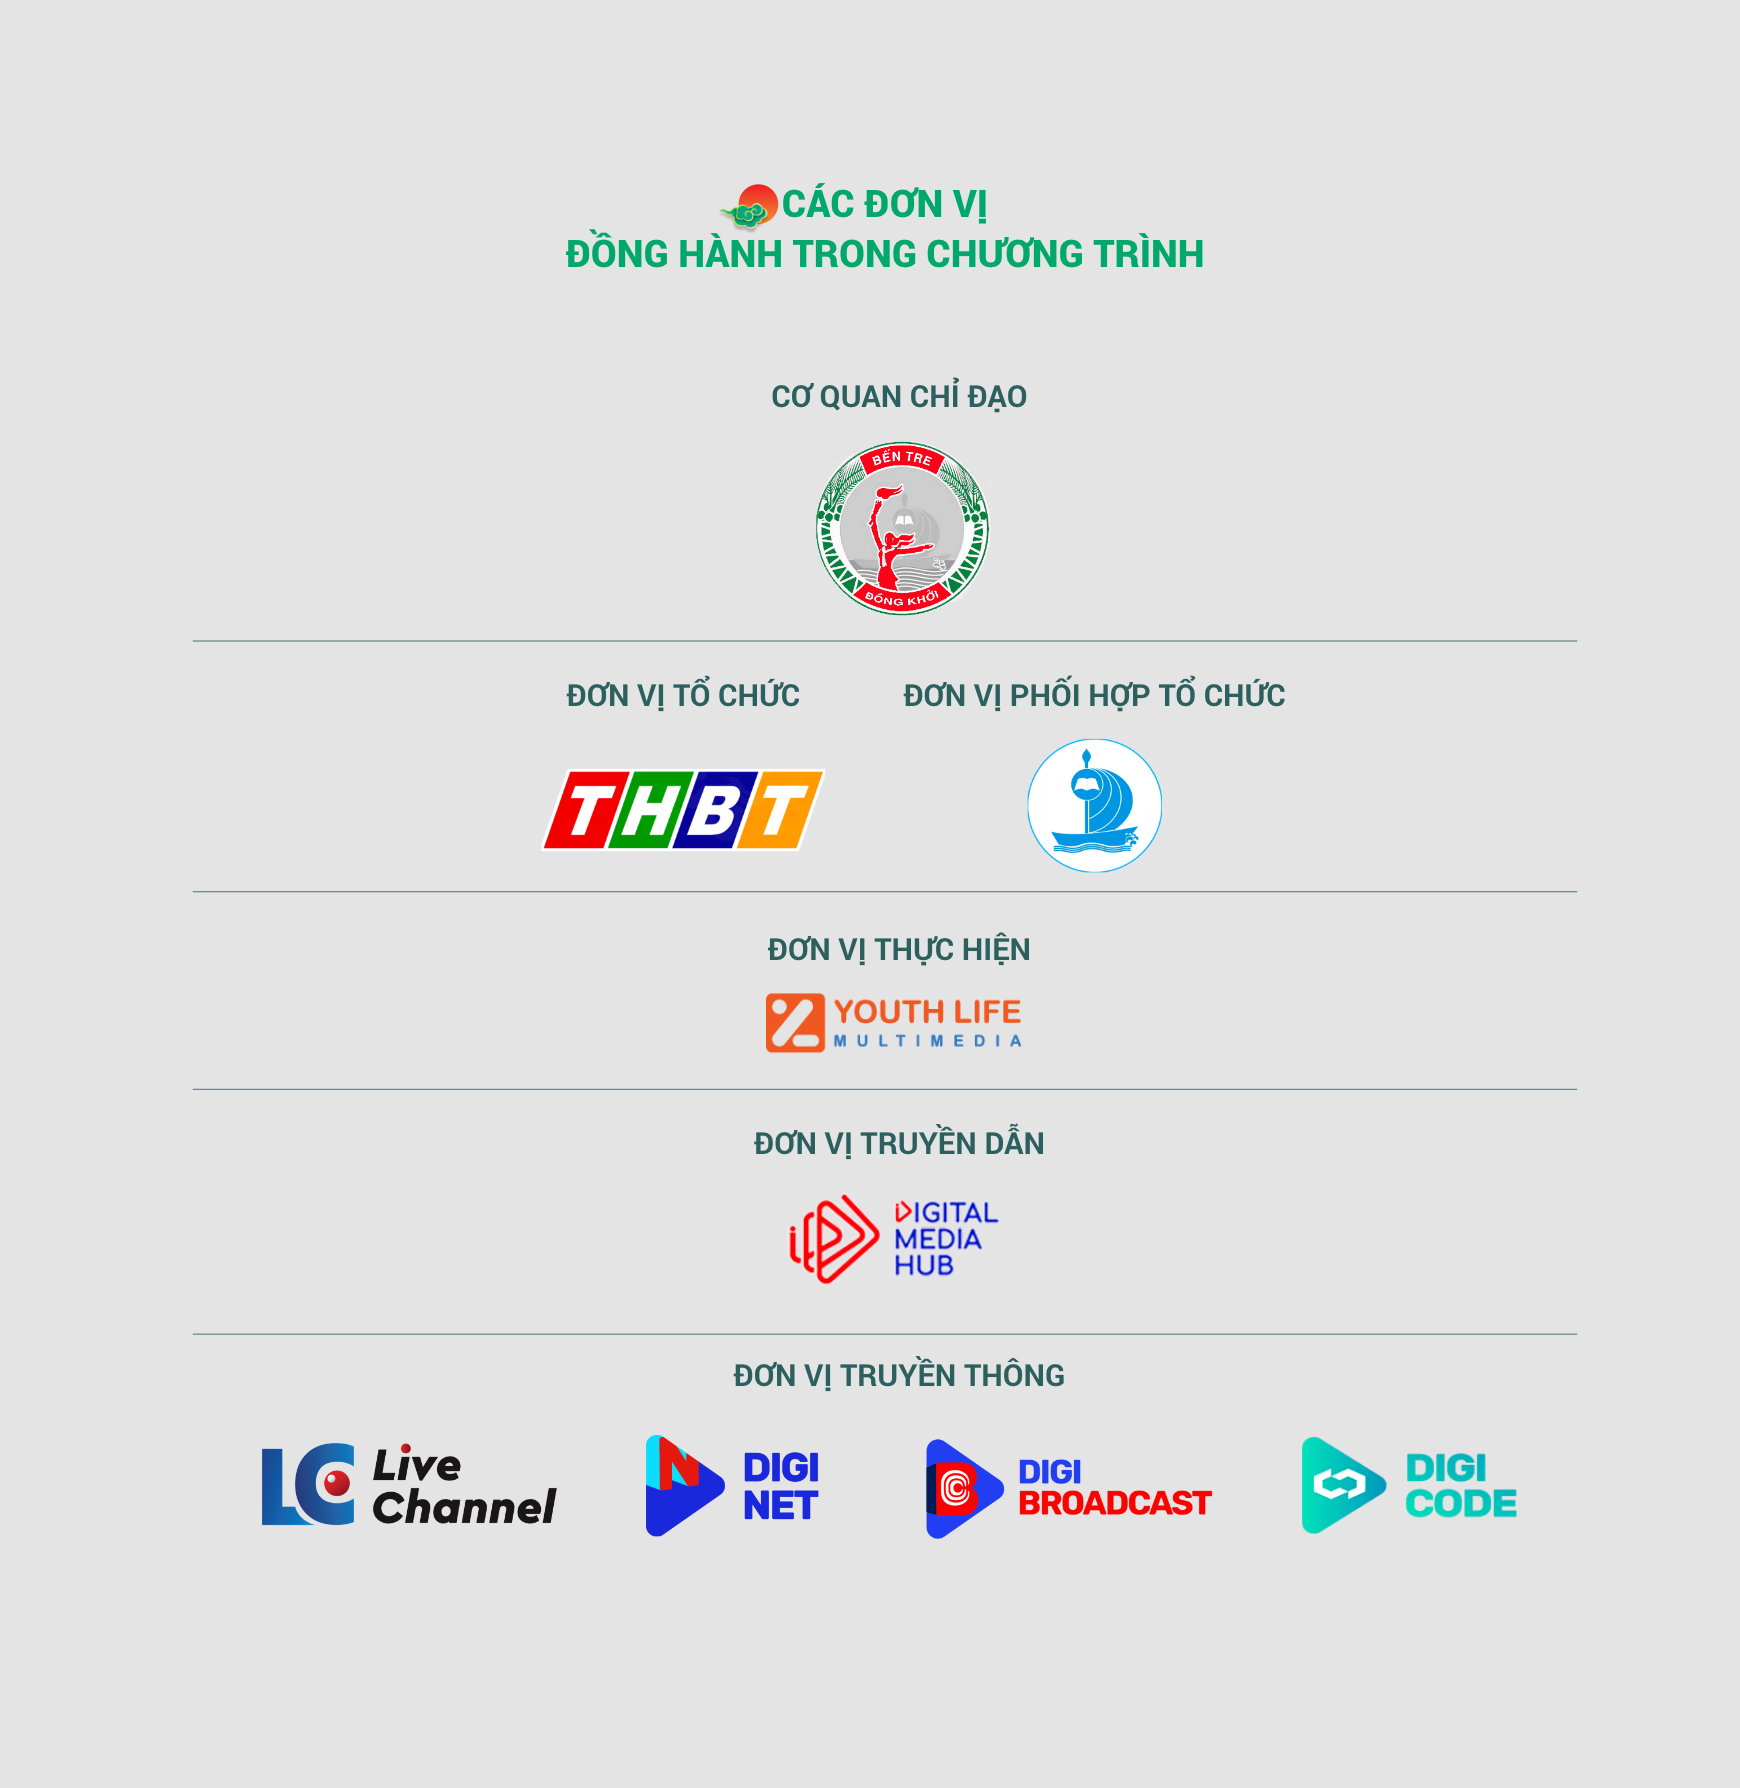 CÁC ĐƠN VỊ
ĐỒNG HÀNH TRONG CHƯƠNG TRÌNH
CƠ QUAN CHỈ ĐẠO
BẾN TRE
ĐỒNG KHỞI
ĐƠN VỊ TỔ CHỨC
ĐƠN VỊ PHỐI HỢP TỔ CHỨC
THBT
ĐƠN VỊ THỰC HIỆN
YOUTH LIFE
MULTIMEDIA
ĐƠN VỊ TRUYỀN DẪN
DIGITAL
MEDIA
HUB
ĐƠN VỊ TRUYỀN THÔNG
LC
Live
Channel
N
DIGI
NET
B
DIGI
BROADCAST
DIGI
CODE